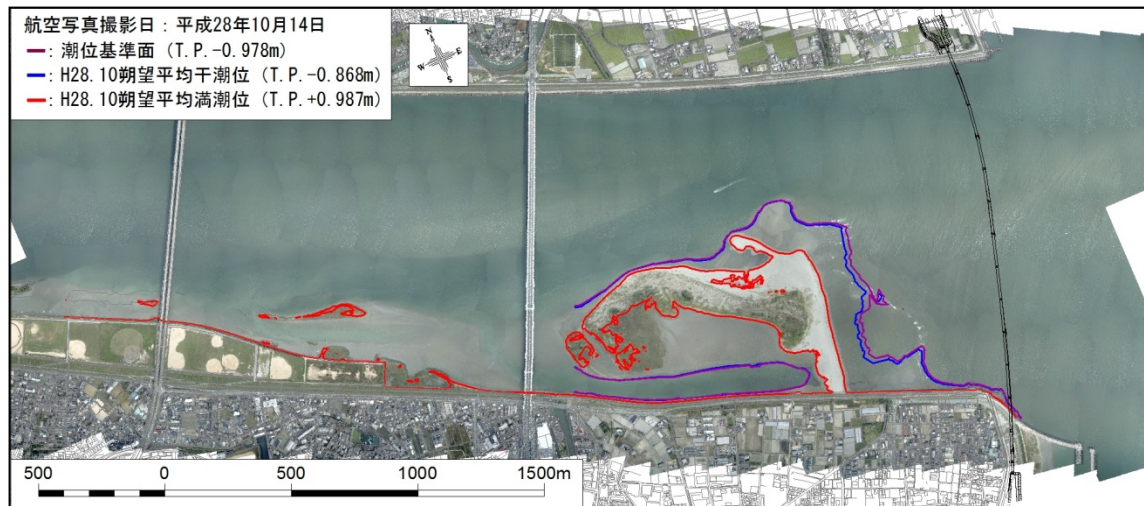 航空写真撮影日：平成28年10月14日
―：潮位基準面（T.P.-0.978m）
―：H28.10朔望平均干潮位（T.P.-0.868m）
―：H28.10朔望平均満潮位（T.P.+0.987m）
N
E
W
S
500 0 500 1000 1500m